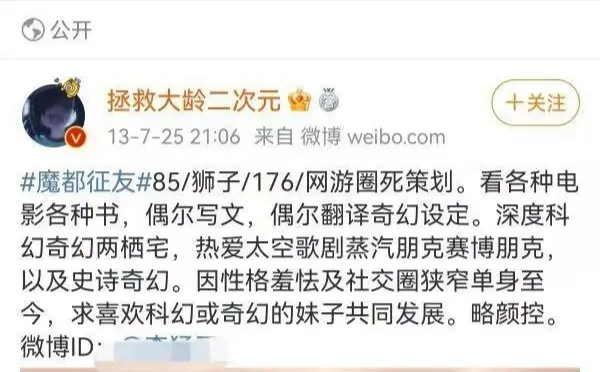 公开
拯救大龄二次元
13-7-25 21:06 来自 微博 weibo.com
+关注
#魔都征友#85/狮子/176/网游圈死策划。看各种电
影各种书，偶尔写文，偶尔翻译奇幻设定。深度科
幻奇幻两栖宅，热爱太空歌剧蒸汽朋克赛博朋克，
以及史诗奇幻。因性格羞怯及社交圈狭窄单身至
今，求喜欢科幻或奇幻的妹子共同发展。略颜控。
微博ID：